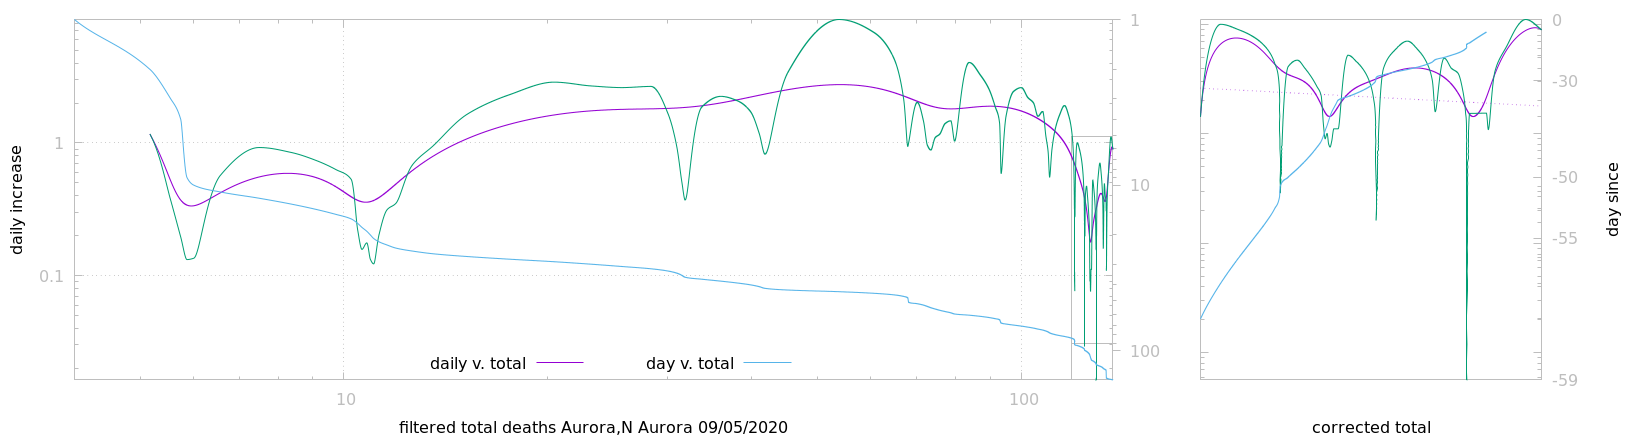 1
0.1
daily increase
10
100
1
10
100
daily v. total
day v. total
filtered total deaths Aurora,N Aurora 09/05/2020
0
-30
-50
-55
-59
day since
corrected total